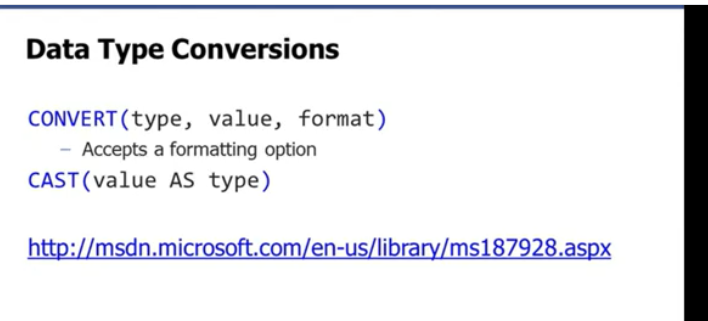 Data Type Conversions
CONVERT(type, value, format)
– Accepts a formatting option
CAST(value AS type)
http://msdn.microsoft.com/en-us/library/ms187928.aspx